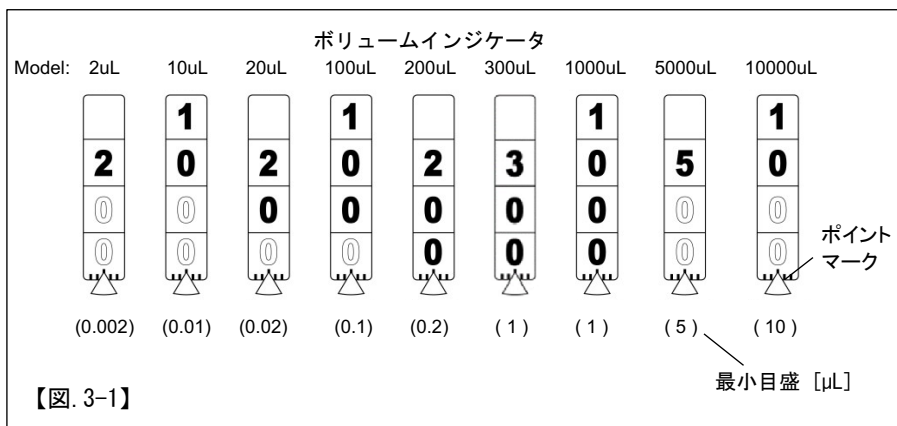 ボリュームインジケータ
Model: 2uL 10uL 20uL 100uL 200uL 300uL 1000uL 5000uL 10000uL
1 1 1 1
2 0 2 0 2 3 0 5 0
0 0 0 0 0 0 0 0 0
0 0 0 0 0 0 0 0 0
ポイント
マーク
(0.002) (0.01) (0.02) (0.1) (0.2) ( 1 ) ( 1 ) ( 5 ) ( 10 )
最小目盛 [μL]
【図. 3-1】